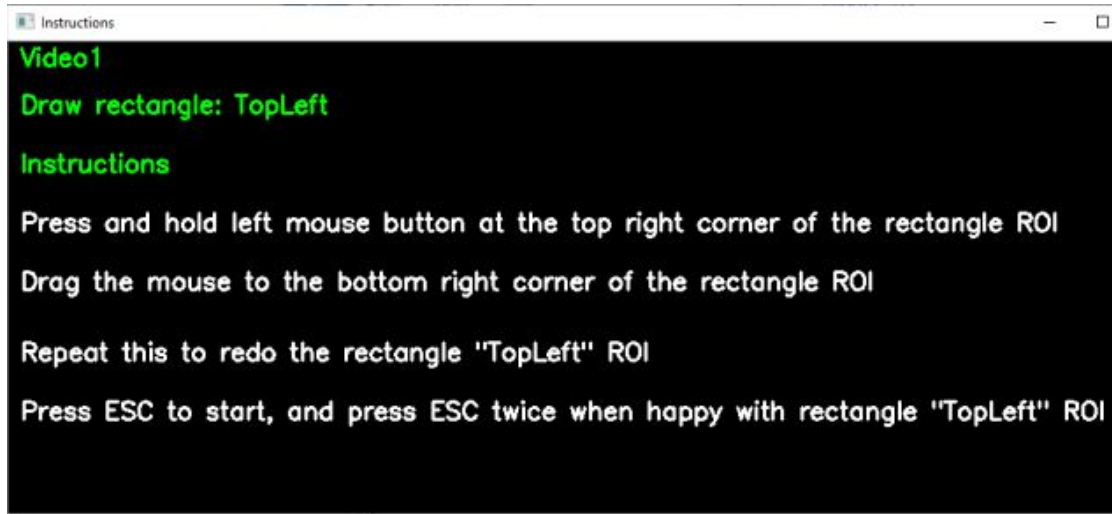 Instructions
Video1
Draw rectangle: TopLeft
Instructions
Press and hold left mouse button at the top right corner of the rectangle ROI
Drag the mouse to the bottom right corner of the rectangle ROI
Repeat this to redo the rectangle "TopLeft" ROI
Press ESC to start, and press ESC twice when happy with rectangle "TopLeft" ROI